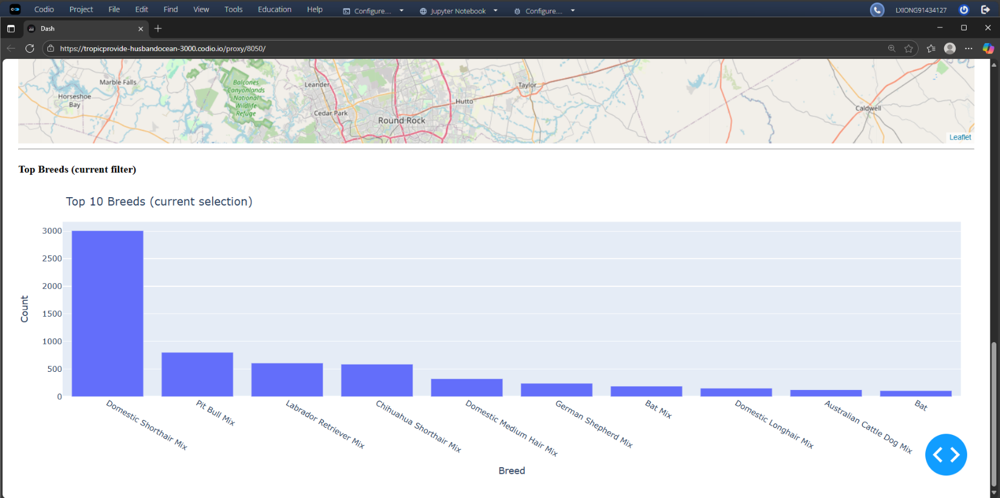 Codio Project File Edit Find View Tools Education Help Configure.... Jupyter Notebook Configure.... LXIONG91434127
Dash
https://tropicprovide-husbandocean-3000.codio.io/proxy/8050/
Marble Falls
Horseshoe
Bay
Balcones
Canyonlands
National
Wildlife
Refuge
Leander
Cedar Park
Round Rock
Hutto
Taylor
Caldwell
Leaflet
Top Breeds (current filter)
Top 10 Breeds (current selection)
3000
2500
2000
1500
1000
500
0
Count
Domestic Shorthair Mix
Pit Bull Mix
Labrador Retriever Mix
Chihuahua Shorthair Mix
Domestic Medium Hair Mix
German Shepherd Mix
Bat Mix
Domestic Longhair Mix
Australian Cattle Dog Mix
Bat
Breed